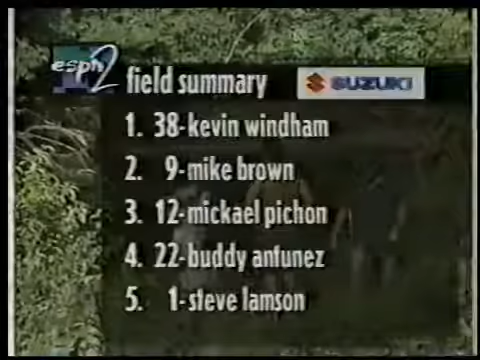 espn2
field summary
SUZUKI
1. 38-kevin windham
2. 9-mike brown
3. 12-mickael pichon
4. 22-buddy antunez
5. 1-steve lamson